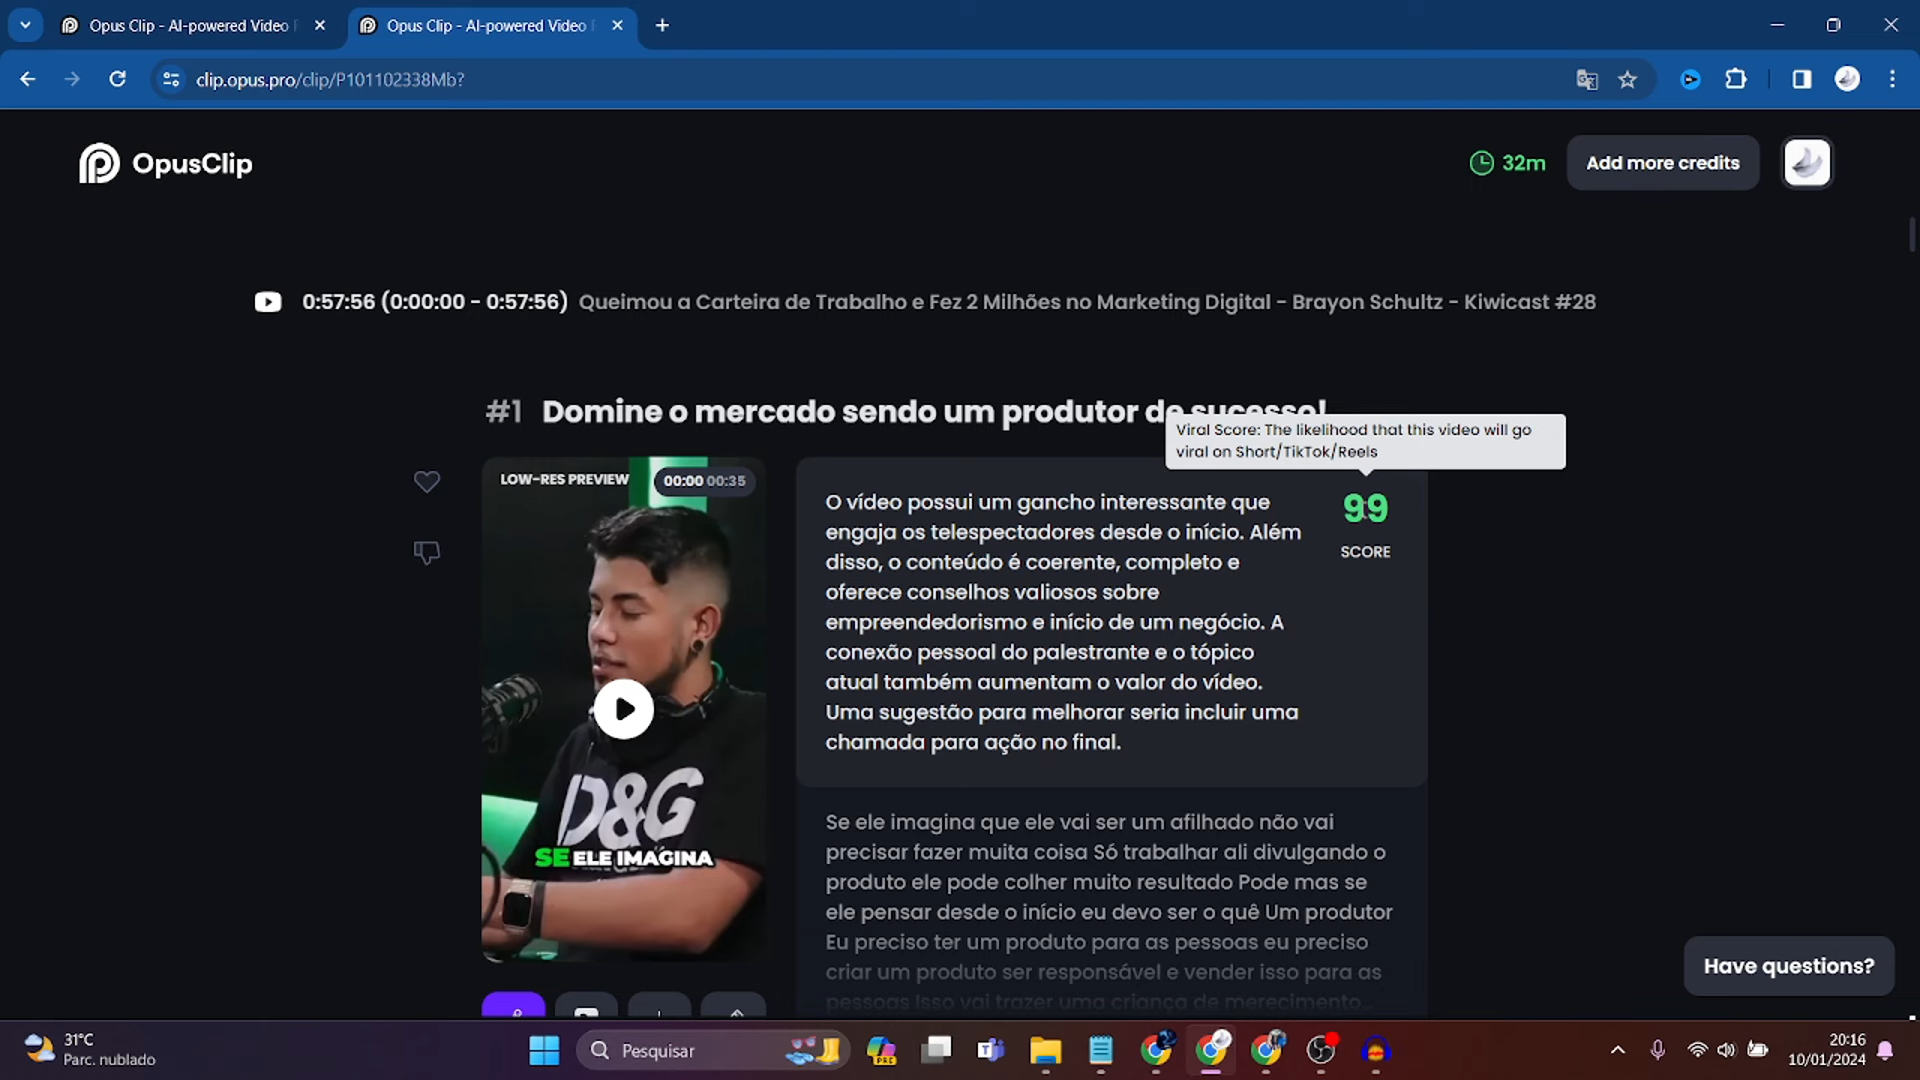 Opus Clip - AI-powered Video
Opus Clip - AI-powered Video
clip.opus.pro/clip/P101102338Mb?
OpusClip
32m
Add more credits
0:57:56 (0:00:00 - 0:57:56) Queimou a Carteira de Trabalho e Fez 2 Milhões no Marketing Digital - Brayon Schultz - Kiwicast #28
#1 Domine o mercado sendo um produtor de sucesso!
Viral Score: The likelihood that this video will go
viral on Short/TikTok/Reels
LOW-RES PREVIEW
00:00 00:35
O vídeo possui um gancho interessante que
engaja os telespectadores desde o início. Além
disso, o conteúdo é coerente, completo e
oferece conselhos valiosos sobre
empreendedorismo e início de um negócio. A
conexão pessoal do palestrante e o tópico
atual também aumentam o valor do vídeo.
Uma sugestão para melhorar seria incluir uma
chamada para ação no final.
99
SCORE
D&G
SE ELE IMAGINA
Se ele imagina que ele vai ser um afilhado não vai
precisar fazer muita coisa Só trabalhar ali divulgando o
produto ele pode colher muito resultado Pode mas se
ele pensar desde o início eu devo ser o quê Um produtor
Eu preciso ter um produto para as pessoas eu preciso
criar um produto ser responsável e vender isso para as
pessoas Isso vai trazer uma criança de merecimento...
Have questions?
31°C
Parc. nublado
Pesquisar
PRE
20:16
10/01/2024